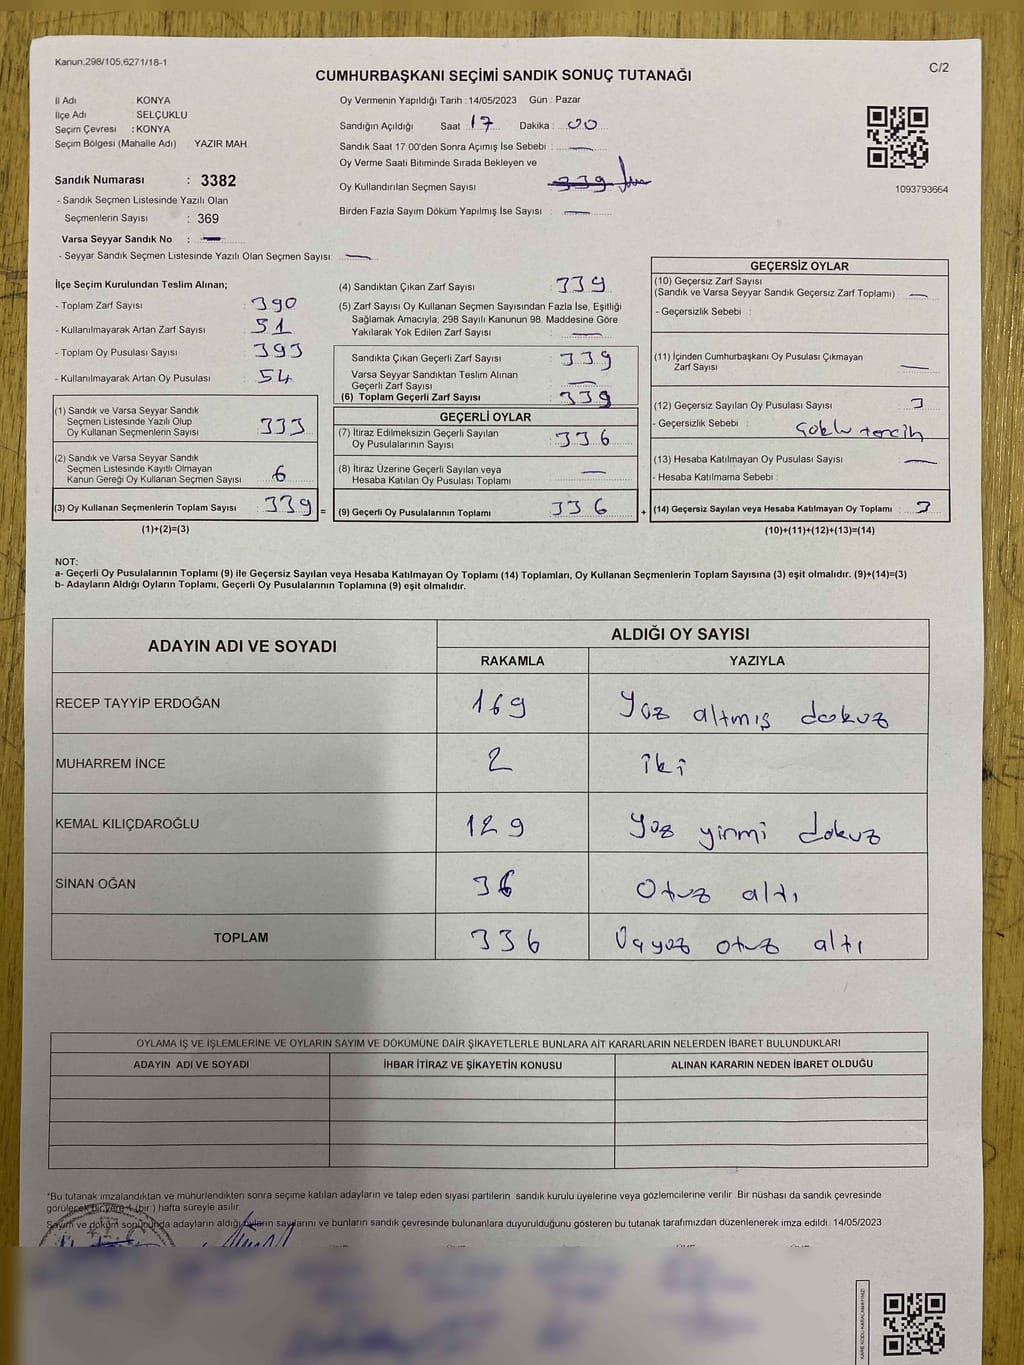 Kanun;298/105,6271/18-1
C/2
CUMHURBAŞKANI SEÇİMİ SANDIK SONUÇ TUTANAĞI
İl Adı : KONYA
İlçe Adı : SELÇUKLU
Seçim Çevresi : KONYA
Seçim Bölgesi (Mahalle Adı) YAZIR MAH.
Sandık Numarası : 3382
- Sandık Seçmen Listesinde Yazılı Olan
Seçmenlerin Sayısı : 369
Varsa Seyyar Sandık No : —
- Seyyar Sandık Seçmen Listesinde Yazılı Olan Seçmen Sayısı: —
Oy Vermenin Yapıldığı Tarih :14/05/2023 Gün : Pazar
Sandığın Açıldığı Saat : 17 Dakika : 00
Sandık Saat 17:00'den Sonra Açımış İse Sebebi : —
Oy Verme Saati Bitiminde Sırada Bekleyen ve
Oy Kullandırılan Seçmen Sayısı 339
Birden Fazla Sayım Döküm Yapılmış İse Sayısı : —
1093793664
İlçe Seçim Kurulundan Teslim Alınan;
- Toplam Zarf Sayısı : 390
- Kullanılmayarak Artan Zarf Sayısı : 51
- Toplam Oy Pusulası Sayısı : 393
- Kullanılmayarak Artan Oy Pusulası : 54
(1) Sandık ve Varsa Seyyar Sandık
Seçmen Listesinde Yazılı Olup
Oy Kullanan Seçmenlerin Sayısı : 333
(2) Sandık ve Varsa Seyyar Sandık
Seçmen Listesinde Kayıtlı Olmayan
Kanun Gereği Oy Kullanan Seçmen Sayısı : 6
(3) Oy Kullanan Seçmenlerin Toplam Sayısı : 339 =
(1)+(2)=(3)
(4) Sandıktan Çıkan Zarf Sayısı : 339
(5) Zarf Sayısı Oy Kullanan Seçmen Sayısından Fazla İse, Eşitliği
Sağlamak Amacıyla, 298 Sayılı Kanunun 98. Maddesine Göre
Yakılarak Yok Edilen Zarf Sayısı : —
Sandıkta Çıkan Geçerli Zarf Sayısı : 339
Varsa Seyyar Sandıktan Teslim Alınan
Geçerli Zarf Sayısı : —
(6) Toplam Geçerli Zarf Sayısı : 339
GEÇERLİ OYLAR
(7) İtiraz Edilmeksizin Geçerli Sayılan
Oy Pusulalarının Sayısı : 336
(8) İtiraz Üzerine Geçerli Sayılan veya
Hesaba Katılan Oy Pusulası Toplamı : —
(9) Geçerli Oy Pusulalarının Toplamı : 336 +
GEÇERSİZ OYLAR
(10) Geçersiz Zarf Sayısı
(Sandık ve Varsa Seyyar Sandık Geçersiz Zarf Toplamı) : —
- Geçersizlik Sebebi :
(11) İçinden Cumhurbaşkanı Oy Pusulası Çıkmayan
Zarf Sayısı : —
(12) Geçersiz Sayılan Oy Pusulası Sayısı : 3
- Geçersizlik Sebebi : Çoklu tercih
(13) Hesaba Katılmayan Oy Pusulası Sayısı : —
- Hesaba Katılmama Sebebi :
(14) Geçersiz Sayılan veya Hesaba Katılmayan Oy Toplamı : 3
(10)+(11)+(12)+(13)=(14)
NOT:
a- Geçerli Oy Pusulalarının Toplamı (9) ile Geçersiz Sayılan veya Hesaba Katılmayan Oy Toplamı (14) Toplamları, Oy Kullanan Seçmenlerin Toplam Sayısına (3) eşit olmalıdır. (9)+(14)=(3)
b- Adayların Aldığı Oyların Toplamı, Geçerli Oy Pusulalarının Toplamına (9) eşit olmalıdır.
ADAYIN ADI VE SOYADI
ALDIĞI OY SAYISI
RAKAMLA YAZIYLA
RECEP TAYYİP ERDOĞAN 169 Yüz altmış dokuz
MUHARREM İNCE 2 iki
KEMAL KILIÇDAROĞLU 129 yüz yirmi dokuz
SİNAN OĞAN 36 Otuz altı
TOPLAM 336 Üçyüz otuz altı
OYLAMA İŞ VE İŞLEMLERİNE VE OYLARIN SAYIM VE DÖKÜMÜNE DAİR ŞİKAYETLERLE BUNLARA AİT KARARLARIN NELERDEN İBARET BULUNDUKLARI
ADAYIN ADI VE SOYADI İHBAR İTİRAZ VE ŞİKAYETİN KONUSU ALINAN KARARIN NEDEN İBARET OLDUĞU
*Bu tutanak imzalandıktan ve mühürlendikten sonra seçime katılan adayların ve talep eden siyasi partilerin sandık kurulu üyelerine veya gözlemcilerine verilir. Bir nüshası da sandık çevresinde
görülecek bir yere 1 (bir) hafta süreyle asılır.
Sayım ve döküm sonucunda adayların aldığı oyların sayılarını ve bunların sandık çevresinde bulunanlara duyurulduğunu gösteren bu tutanak tarafımızdan düzenlenerek imza edildi. 14/05/2023